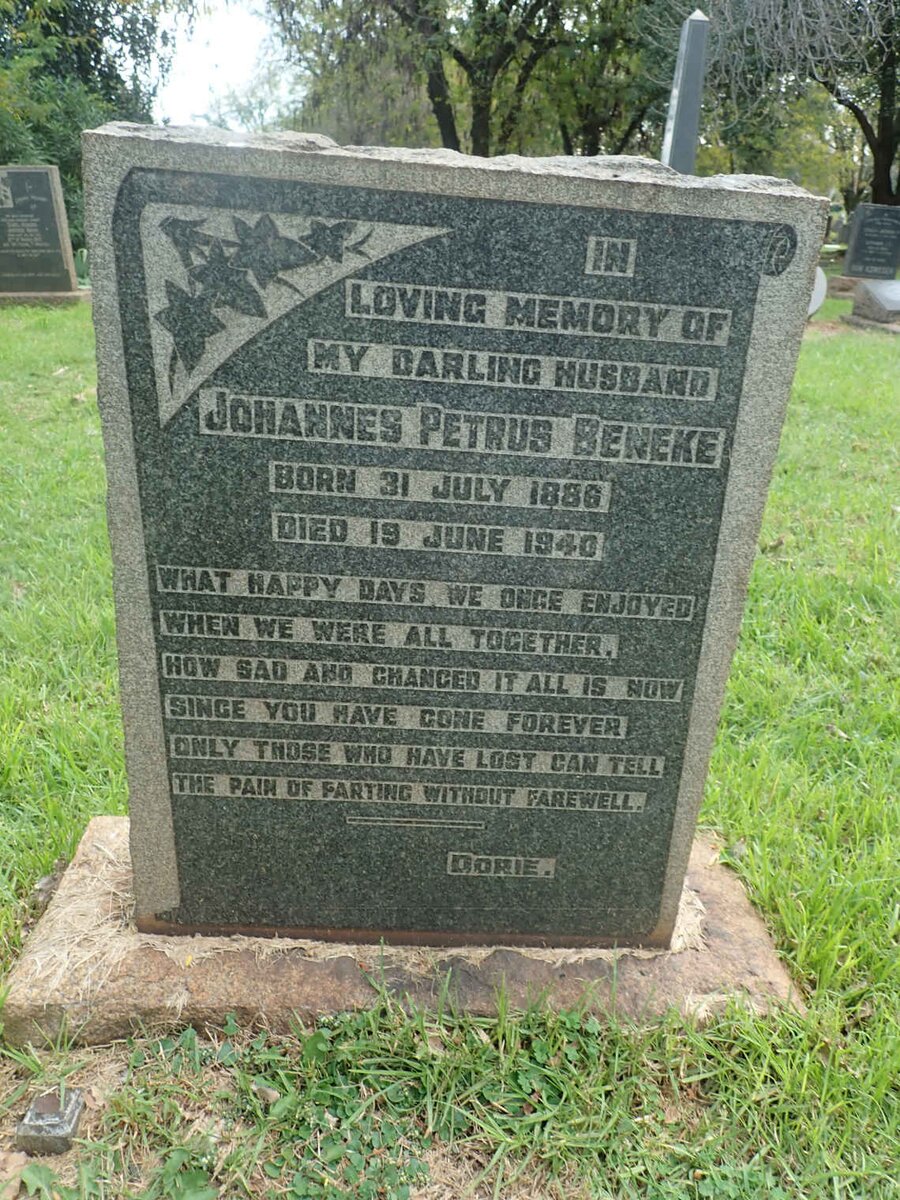 IN
LOVING MEMORY OF
MY DARLING HUSBAND
JOHANNES PETRUS BENEKE
BORN 31 JULY 1886
DIED 19 JUNE 1940
WHAT HAPPY DAYS WE ONCE ENJOYED
WHEN WE WERE ALL TOGETHER,
HOW SAD AND CHANGED IT ALL IS NOW
SINCE YOU HAVE GONE FOREVER,
ONLY THOSE WHO HAVE LOST CAN TELL
THE PAIN OF PARTING WITHOUT FAREWELL.
DORIE.